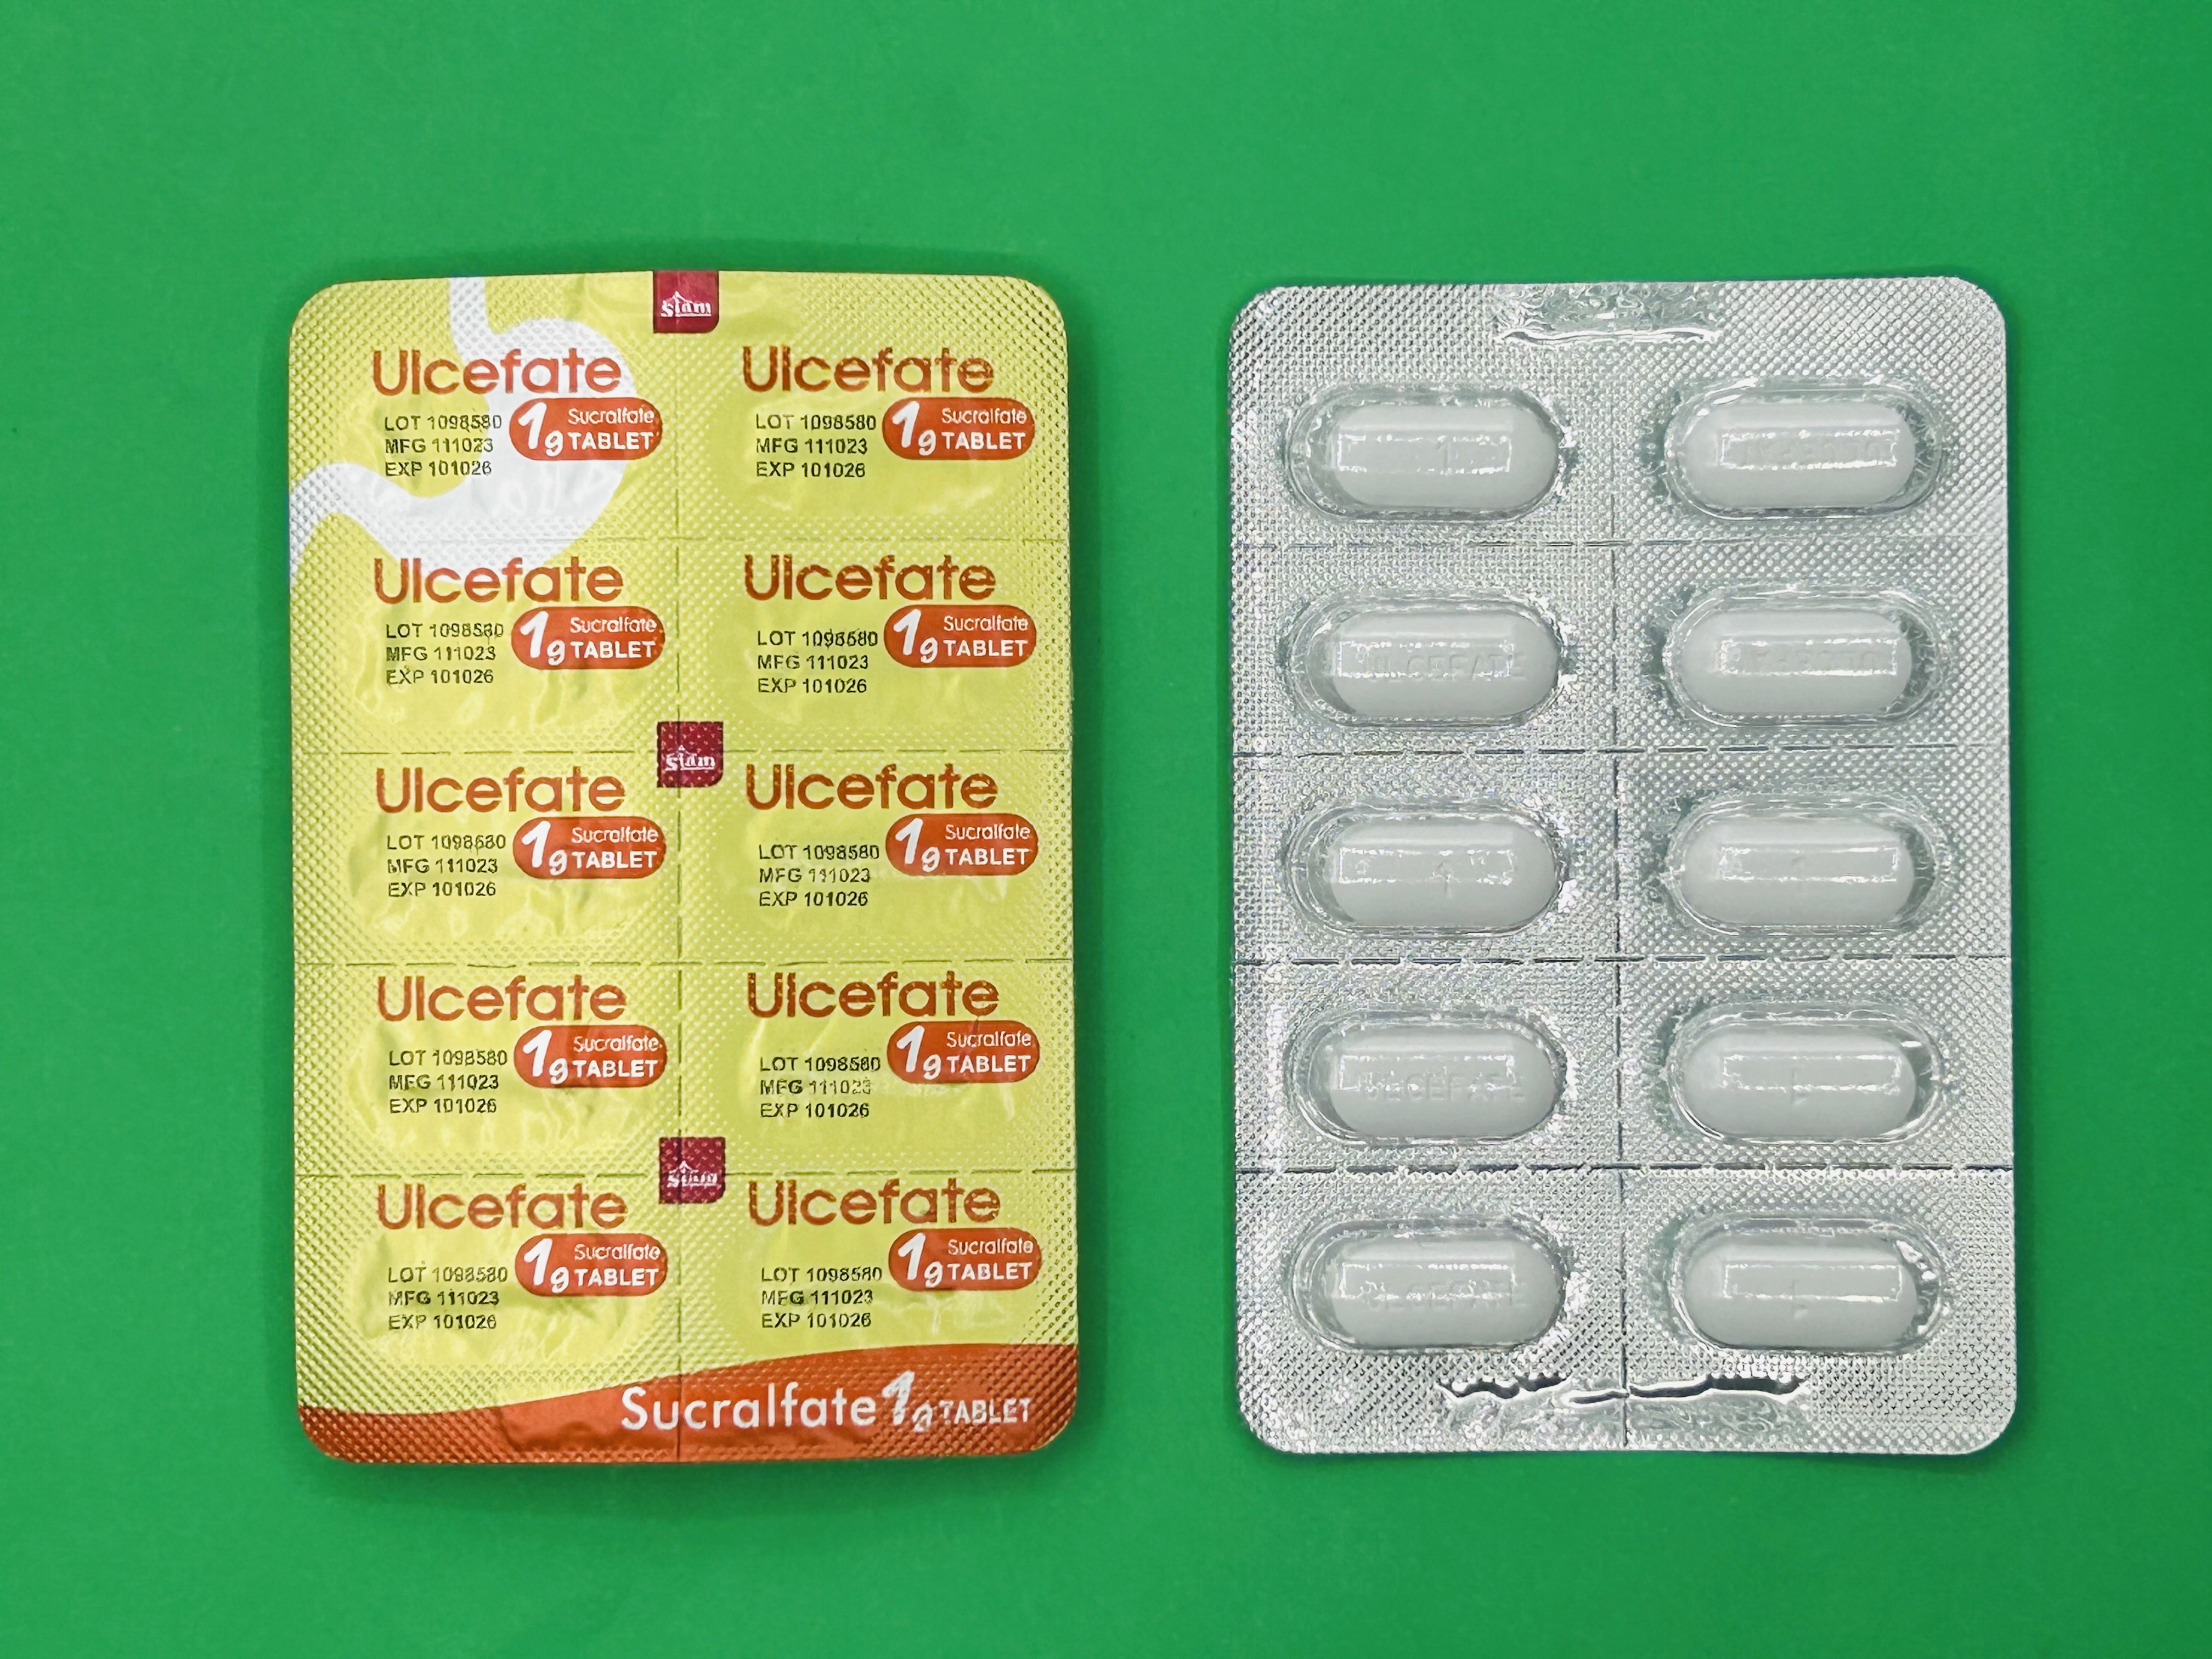 Siam
Ulcefate
LOT 1098580
MFG 111023
EXP 101026
1g
Sucralfate
TABLET
Ulcefate
LOT 1098580
MFG 111023
EXP 101026
1g
Sucralfate
TABLET
Ulcefate
LOT 1098580
MFG 111023
EXP 101026
1g
Sucralfate
TABLET
Ulcefate
LOT 1098580
MFG 111023
EXP 101026
1g
Sucralfate
TABLET
Siam
Ulcefate
LOT 1098580
MFG 111023
EXP 101026
1g
Sucralfate
TABLET
Ulcefate
LOT 1098580
MFG 111023
EXP 101026
1g
Sucralfate
TABLET
Ulcefate
LOT 1098580
MFG 111023
EXP 101026
1g
Sucralfate
TABLET
Ulcefate
LOT 1098580
MFG 111023
EXP 101026
1g
Sucralfate
TABLET
Siam
Ulcefate
LOT 1098580
MFG 111023
EXP 101026
1g
Sucralfate
TABLET
Ulcefate
LOT 1098580
MFG 111023
EXP 101026
1g
Sucralfate
TABLET
Sucralfate 1g TABLET
1
ULCEFATE
1
ULCEFATE
ULCEFATE